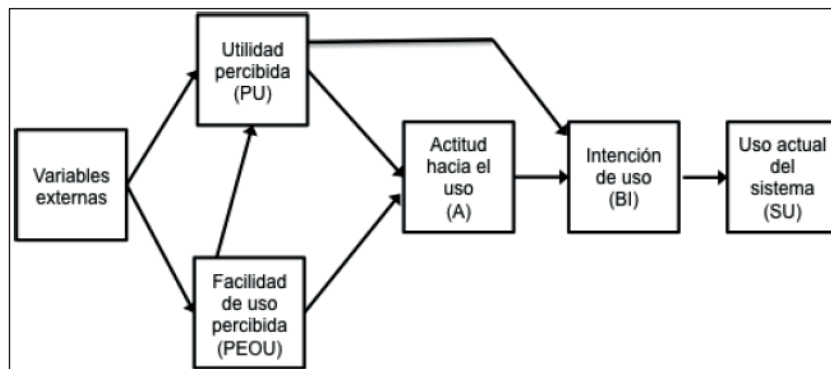 Utilidad
percibida
(PU)
Variables
externas
Facilidad
de uso
percibida
(PEOU)
Actitud
hacia el
uso
(A)
Intención
de uso
(BI)
Uso actual
del
sistema
(SU)